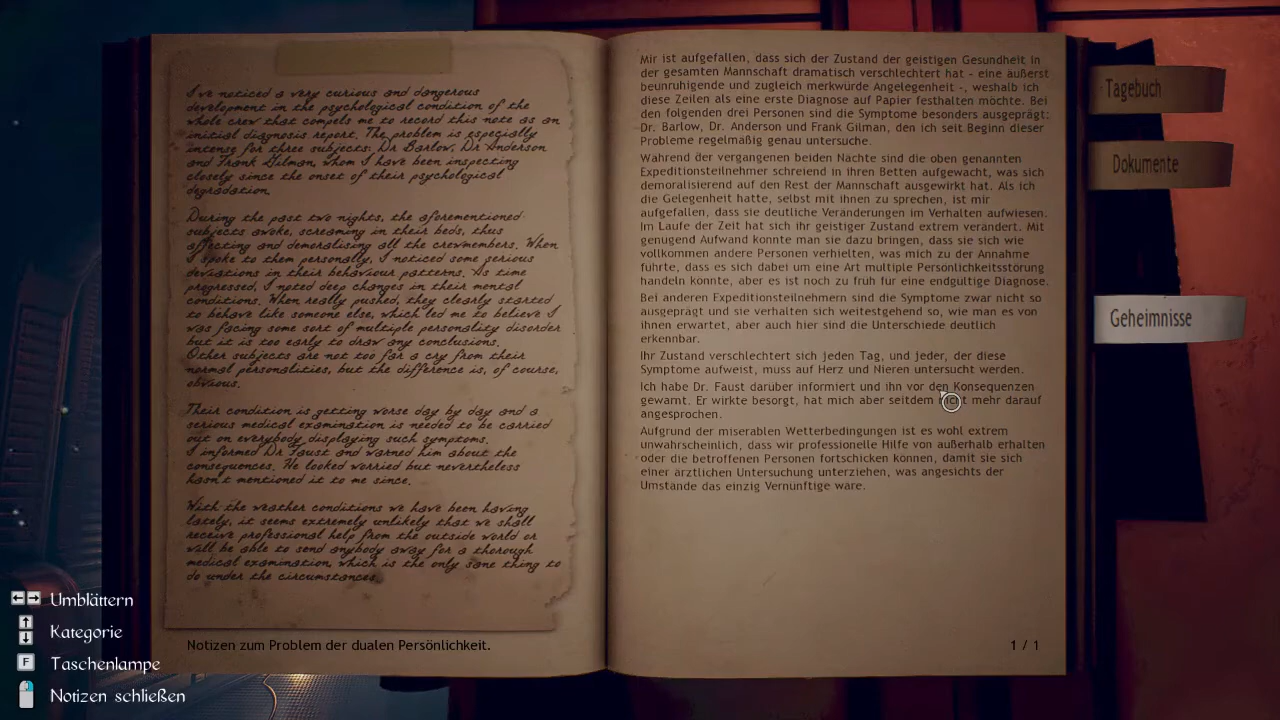 I've noticed a very curious and dangerous
development in the psychological condition of the
whole crew that compels me to record this note as an
initial diagnosis report. The problem is especially
intense for three subjects: Dr Barlow, Dr Anderson
and Frank Gilman, whom I have been inspecting
closely since the onset of their psychological
degradation.
During the past two nights, the aforementioned
subjects awoke, screaming in their beds, thus
affecting and demoralising all the crewmembers. When
I spoke to them personally, I noticed some serious
deviations in their behaviour patterns. As time
progressed, I noted deep changes in their mental
conditions. When really pushed, they clearly started
to behave like someone else, which led me to believe I
was facing some sort of multiple personality disorder
but it is too early to draw any conclusions.
Other subjects are not too far a cry from their
normal personalities, but the difference is, of course,
obvious.
Their condition is getting worse day by day and a
serious medical examination is needed to be carried
out on everybody displaying such symptoms.
I informed Dr Faust and warned him about the
consequences. He looked worried but nevertheless
hasn't mentioned it to me since.
With the weather conditions we have been having
lately, it seems extremely unlikely that we shall
receive professional help from the outside world or
will be able to send anybody away for a thorough
medical examination, which is the only sane thing to
do under the circumstances.
Notizen zum Problem der dualen Persönlichkeit.
Mir ist aufgefallen, dass sich der Zustand der geistigen Gesundheit in
der gesamten Mannschaft dramatisch verschlechtert hat - eine äußerst
beunruhigende und zugleich merkwürde Angelegenheit -, weshalb ich
diese Zeilen als eine erste Diagnose auf Papier festhalten möchte. Bei
den folgenden drei Personen sind die Symptome besonders ausgeprägt:
Dr. Barlow, Dr. Anderson und Frank Gilman, den ich seit Beginn dieser
Probleme regelmäßig genau untersuche.
Während der vergangenen beiden Nächte sind die oben genannten
Expeditionsteilnehmer schreiend in ihren Betten aufgewacht, was sich
demoralisierend auf den Rest der Mannschaft ausgewirkt hat. Als ich
die Gelegenheit hatte, selbst mit ihnen zu sprechen, ist mir
aufgefallen, dass sie deutliche Veränderungen im Verhalten aufwiesen.
Im Laufe der Zeit hat sich ihr geistiger Zustand extrem verändert. Mit
genügend Aufwand konnte man sie dazu bringen, dass sie sich wie
vollkommen andere Personen verhielten, was mich zu der Annahme
führte, dass es sich dabei um eine Art multiple Persönlichkeitsstörung
handeln könnte, aber es ist noch zu früh für eine endgültige Diagnose.
Bei anderen Expeditionsteilnehmern sind die Symptome zwar nicht so
ausgeprägt und sie verhalten sich weitestgehend so, wie man es von
ihnen erwartet, aber auch hier sind die Unterschiede deutlich
erkennbar.
Ihr Zustand verschlechtert sich jeden Tag, und jeder, der diese
Symptome aufweist, muss auf Herz und Nieren untersucht werden.
Ich habe Dr. Faust darüber informiert und ihn vor den Konsequenzen
gewarnt. Er wirkte besorgt, hat mich aber seitdem nicht mehr darauf
angesprochen.
Aufgrund der miserablen Wetterbedingungen ist es wohl extrem
unwahrscheinlich, dass wir professionelle Hilfe von außerhalb erhalten
oder die betroffenen Personen fortschicken können, damit sie sich
einer ärztlichen Untersuchung unterziehen, was angesichts der
Umstände das einzig Vernünftige wäre.
1 / 1
Tagebuch
Dokumente
Geheimnisse
Umblättern
Kategorie
F Taschenlampe
Notizen schließen